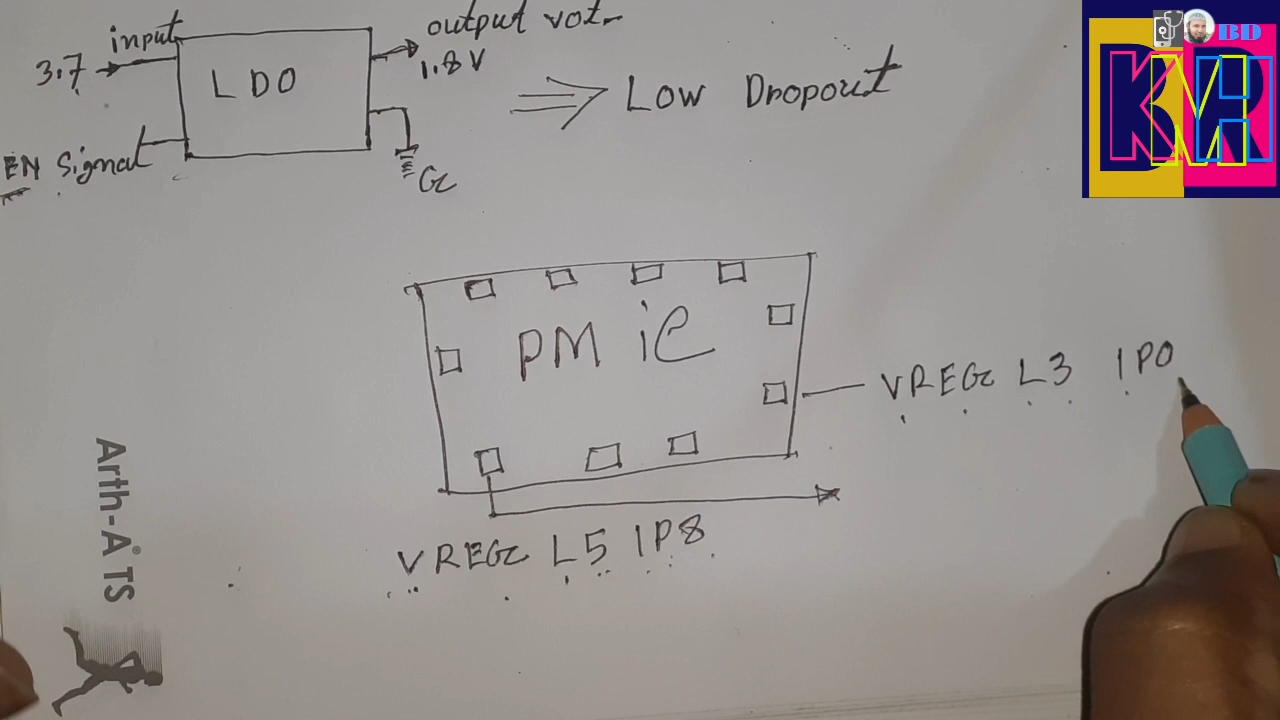 input
3.7
LDO
output vot
1.8V
EN Signal
G
Low Dropout
BD
KYH
PM iC
VREG L3 1P0
VREG L5 1P8
Arth-A TS